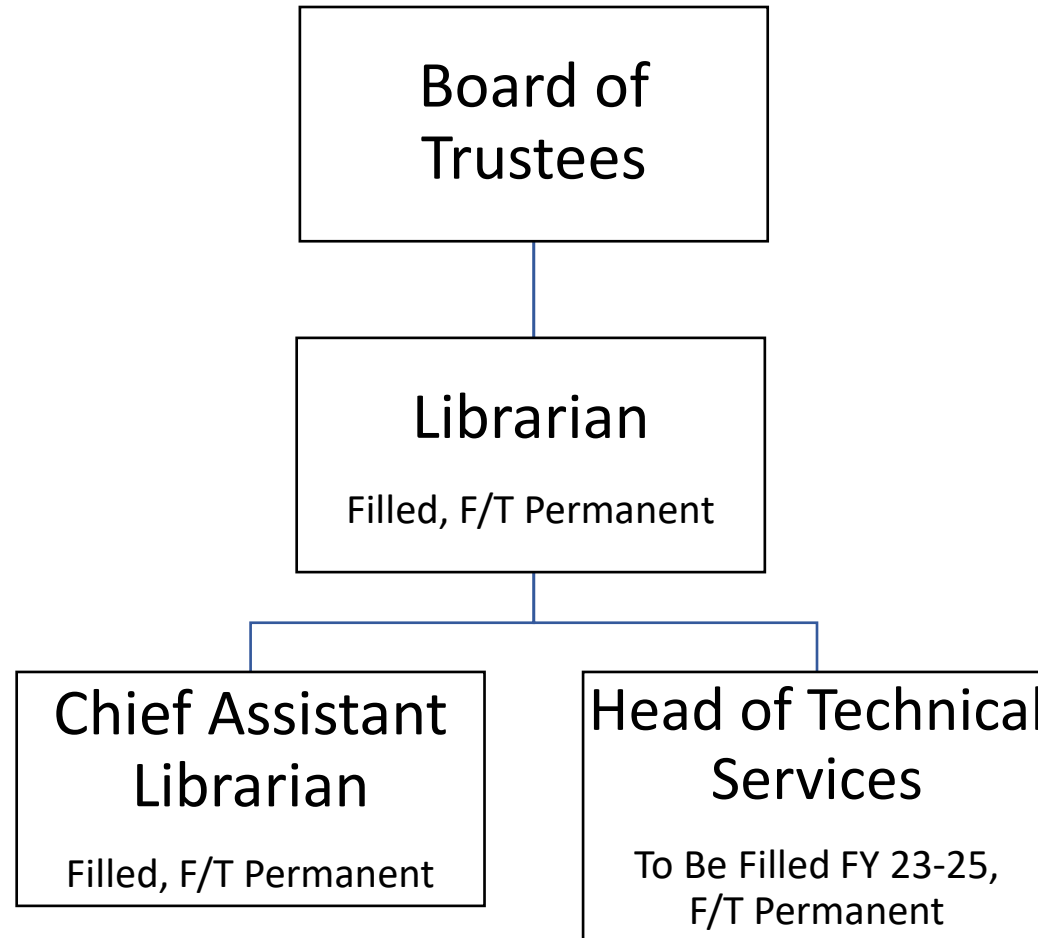 Board of
Trustees
Librarian
Filled, F/T Permanent
Chief Assistant
Librarian
Filled, F/T Permanent
Head of Technical
Services
To Be Filled FY 23-25,
F/T Permanent